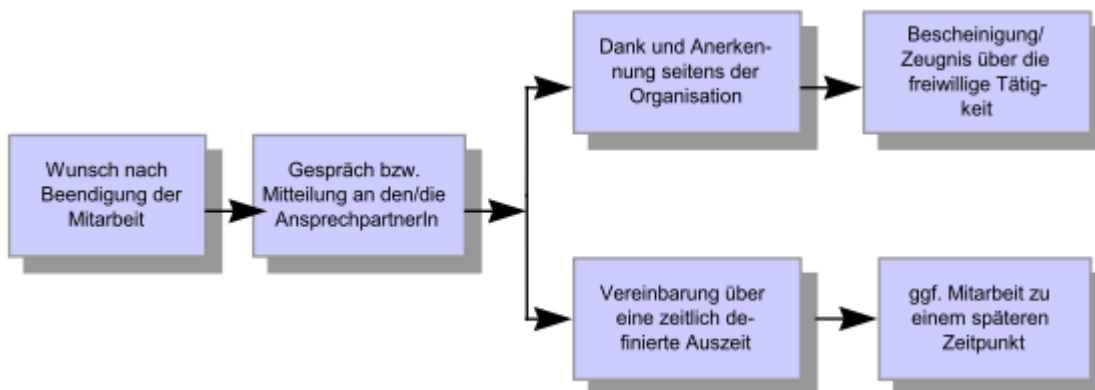 Wunsch nach
Beendigung der
Mitarbeit
Gespräch bzw.
Mitteilung an den/die
AnsprechpartnerIn
Dank und Anerken-
nung seitens der
Organisation
Bescheinigung/
Zeugnis über die
freiwillige Tätig-
keit
Vereinbarung über
eine zeitlich de-
finierte Auszeit
ggf. Mitarbeit zu
einem späteren
Zeitpunkt